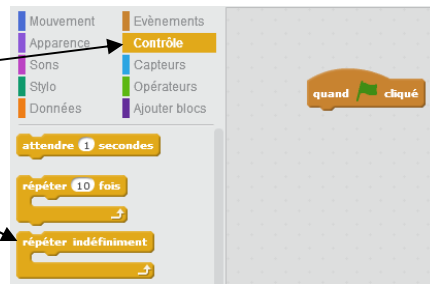 Mouvement
Evènements
Apparence
Contrôle
Sons
Capteurs
Stylo
Opérateurs
Données
Ajouter blocs
attendre 1 secondes
répéter 10 fois
répéter indéfiniment
quand cliqué